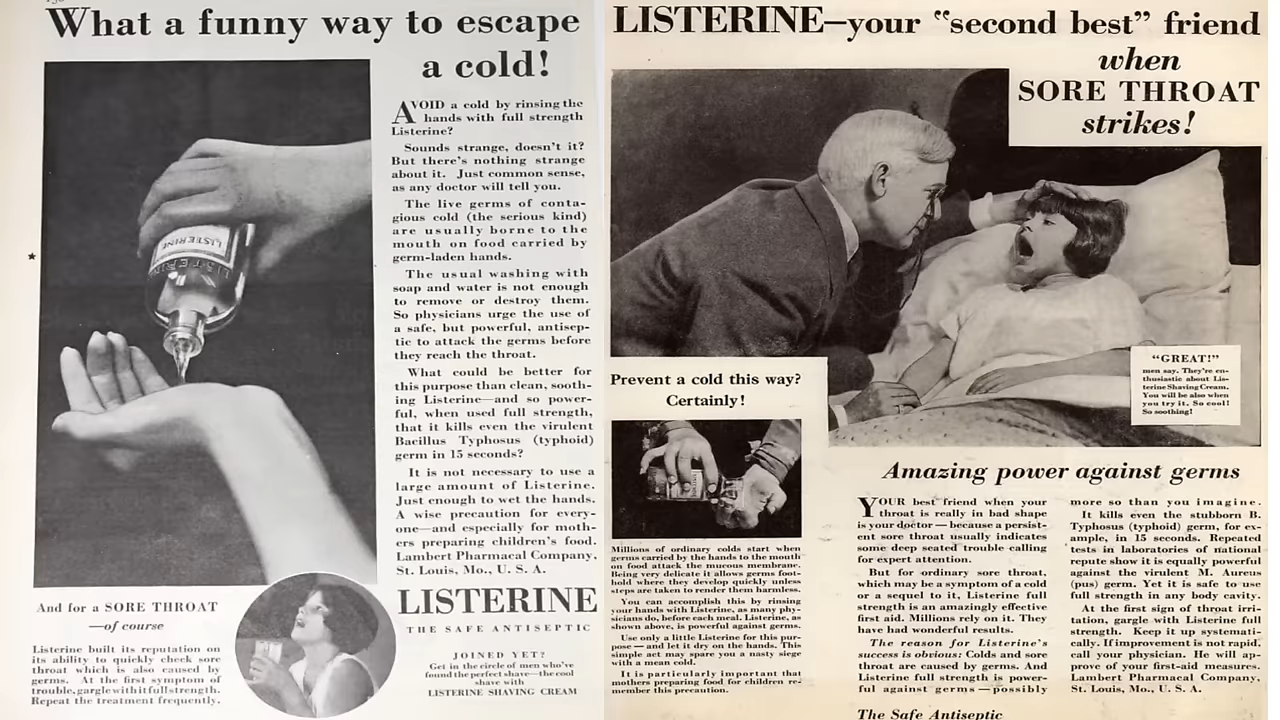 What a funny way to escape
a cold!
AVOID a cold by rinsing the
hands with full strength
Listerine?
Sounds strange, doesn't it?
But there's nothing strange
about it. Just common sense,
as any doctor will tell you.
The live germs of conta-
gious cold (the serious kind)
are usually borne to the
mouth on food carried by
germ-laden hands.
The usual washing with
soap and water is not enough
to remove or destroy them.
So physicians urge the use of
a safe, but powerful, antisep-
tic to attack the germs before
they reach the throat.
What could be better for
this purpose than clean, sooth-
ing Listerine—and so power-
ful, when used full strength,
that it kills even the virulent
Bacillus Typhosus (typhoid)
germ in 15 seconds?
It is not necessary to use a
large amount of Listerine.
Just enough to wet the hands.
A wise precaution for every-
one—and especially for moth-
ers preparing children's food.
Lambert Pharmacal Company,
St. Louis, Mo., U. S. A.
LISTERINE
And for a SORE THROAT
—of course
Listerine built its reputation on
its ability to quickly check sore
throat which is also caused by
germs. At the first symptom of
trouble, gargle with it full strength.
Repeat the treatment frequently.
LISTERINE
THE SAFE ANTISEPTIC
JOINED YET?
Get in the circle of men who've
found the perfect shave—the cool
shave with
LISTERINE SHAVING CREAM
LISTERINE—your "second best" friend
when
SORE THROAT
strikes!
"GREAT!"
men say. They're en-
thusiastic about Lis-
terine Shaving Cream.
You will be also when
you try it. So cool!
So soothing!
Prevent a cold this way?
Certainly!
Millions of ordinary colds start when
germs carried by the hands to the mouth
on food attack the mucous membrane.
Being very delicate it allows germs foot-
hold where they develop quickly unless
steps are taken to render them harmless.
You can accomplish this by rinsing
your hands with Listerine, as many phy-
sicians do, before each meal. Listerine, as
shown above, is powerful against germs.
Use only a little Listerine for this pur-
pose — and let it dry on the hands. This
simple act may spare you a nasty siege
with a mean cold.
It is particularly important that
mothers preparing food for children re-
member this precaution.
Amazing power against germs
YOUR best friend when your
throat is really in bad shape
is your doctor — because a persist-
ent sore throat usually indicates
some deep seated trouble calling
for expert attention.
But for ordinary sore throat,
which may be a symptom of a cold
or a sequel to it, Listerine full
strength is an amazingly effective
first aid. Millions rely on it. They
have had wonderful results.
The reason for Listerine's
success is obvious: Colds and sore
throat are caused by germs. And
Listerine full strength is power-
ful against germs — possibly
more so than you imagine.
It kills even the stubborn B.
Typhosus (typhoid) germ, for ex-
ample, in 15 seconds. Repeated
tests in laboratories of national
repute show it is equally powerful
against the virulent M. Aureus
(pus) germ. Yet it is safe to use
full strength in any body cavity.
At the first sign of throat irri-
tation, gargle with Listerine full
strength. Keep it up systemati-
cally. If improvement is not rapid,
call your physician. He will ap-
prove of your first-aid measures.
Lambert Pharmacal Company,
St. Louis, Mo., U. S. A.
The Safe Antiseptic